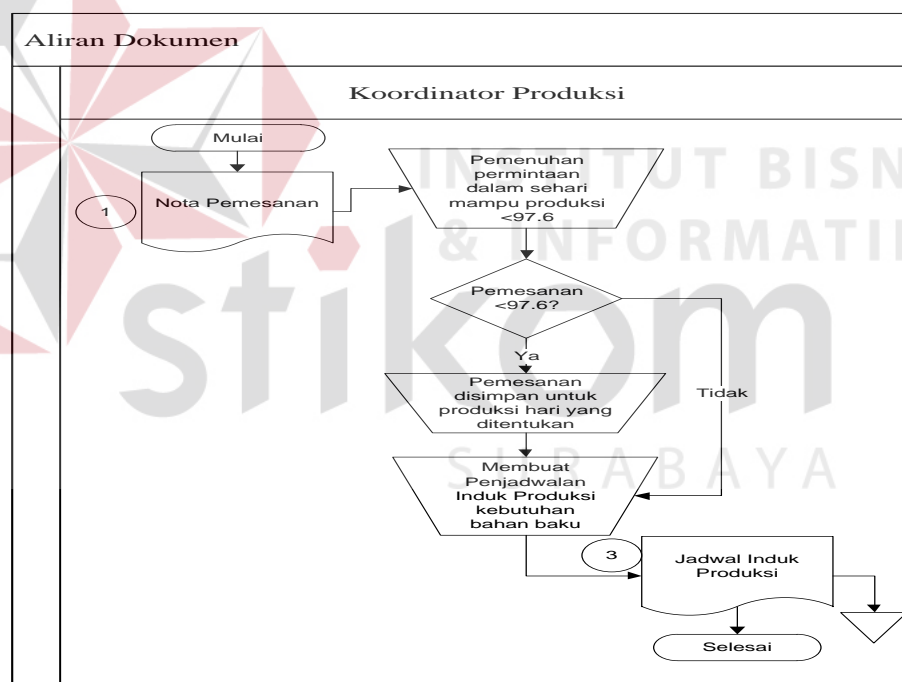 Aliran Dokumen
Koordinator Produksi
Mulai
1
Nota Pemesanan
Pemenuhan
permintaan
dalam sehari
mampu produksi
<97.6
Pemesanan
<97.6?
Ya
Tidak
Pemesanan
disimpan untuk
produksi hari yang
ditentukan
Membuat
Penjadwalan
Induk Produksi
kebutuhan
bahan baku
3
Jadwal Induk
Produksi
Selesai
INSTITUT BISN
& INFORMATIK
stikom
SURABAYA